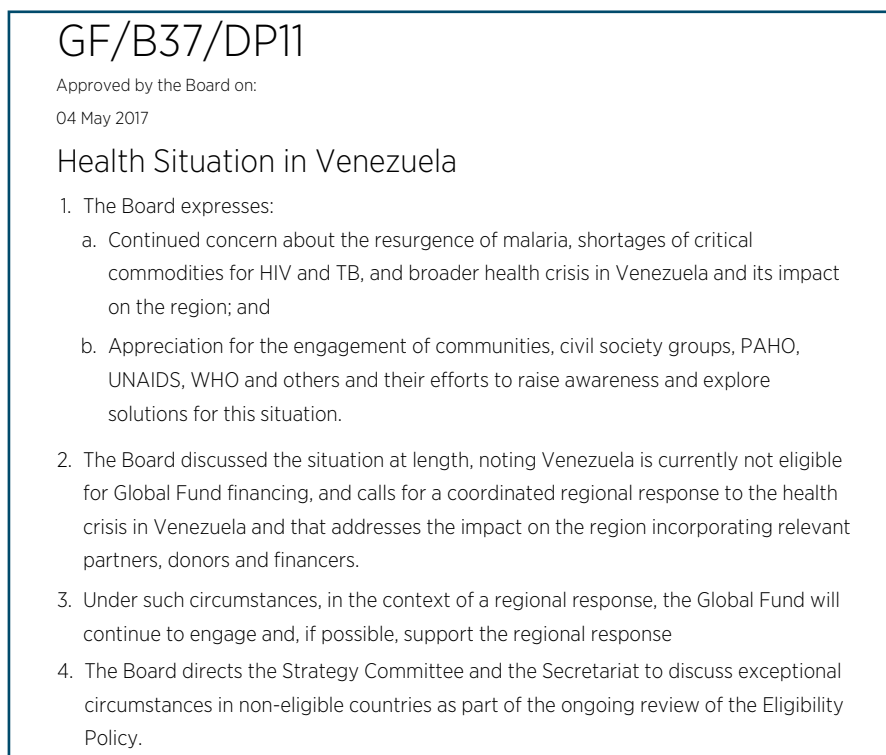 GF/B37/DP11
Approved by the Board on:
04 May 2017
Health Situation in Venezuela
1. The Board expresses:
a. Continued concern about the resurgence of malaria, shortages of critical
commodities for HIV and TB, and broader health crisis in Venezuela and its impact
on the region; and
b. Appreciation for the engagement of communities, civil society groups, PAHO,
UNAIDS, WHO and others and their efforts to raise awareness and explore
solutions for this situation.
2. The Board discussed the situation at length, noting Venezuela is currently not eligible
for Global Fund financing, and calls for a coordinated regional response to the health
crisis in Venezuela and that addresses the impact on the region incorporating relevant
partners, donors and financers.
3. Under such circumstances, in the context of a regional response, the Global Fund will
continue to engage and, if possible, support the regional response
4. The Board directs the Strategy Committee and the Secretariat to discuss exceptional
circumstances in non-eligible countries as part of the ongoing review of the Eligibility
Policy.